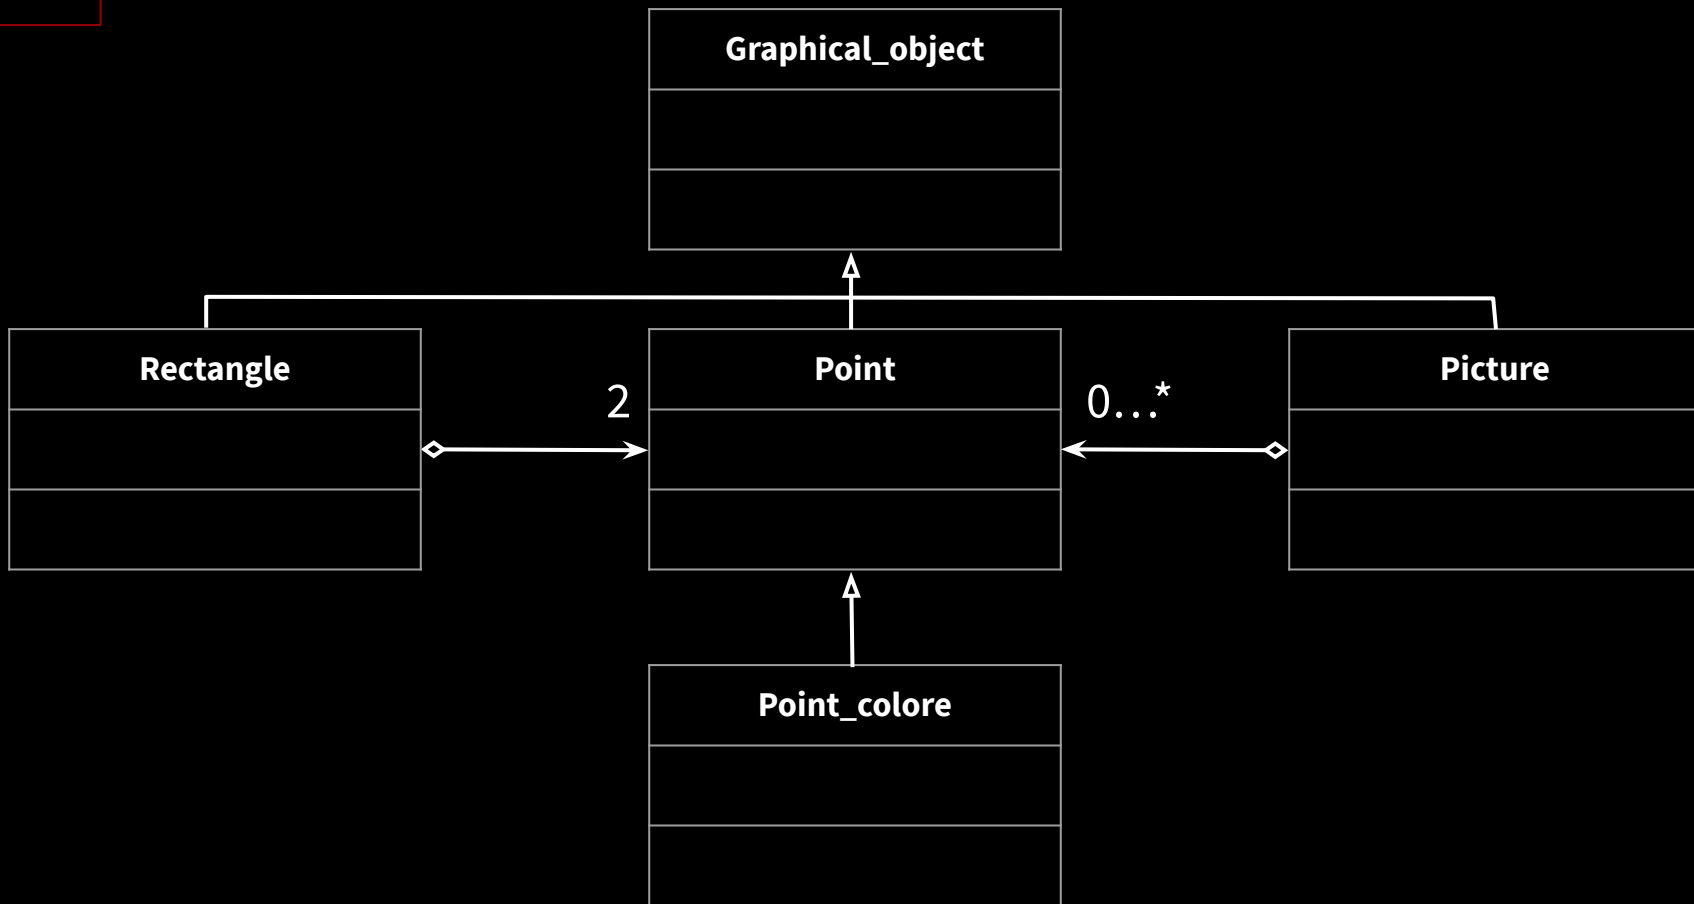 Graphical_object
Rectangle
Point
Picture
2
0...*
Point_colore